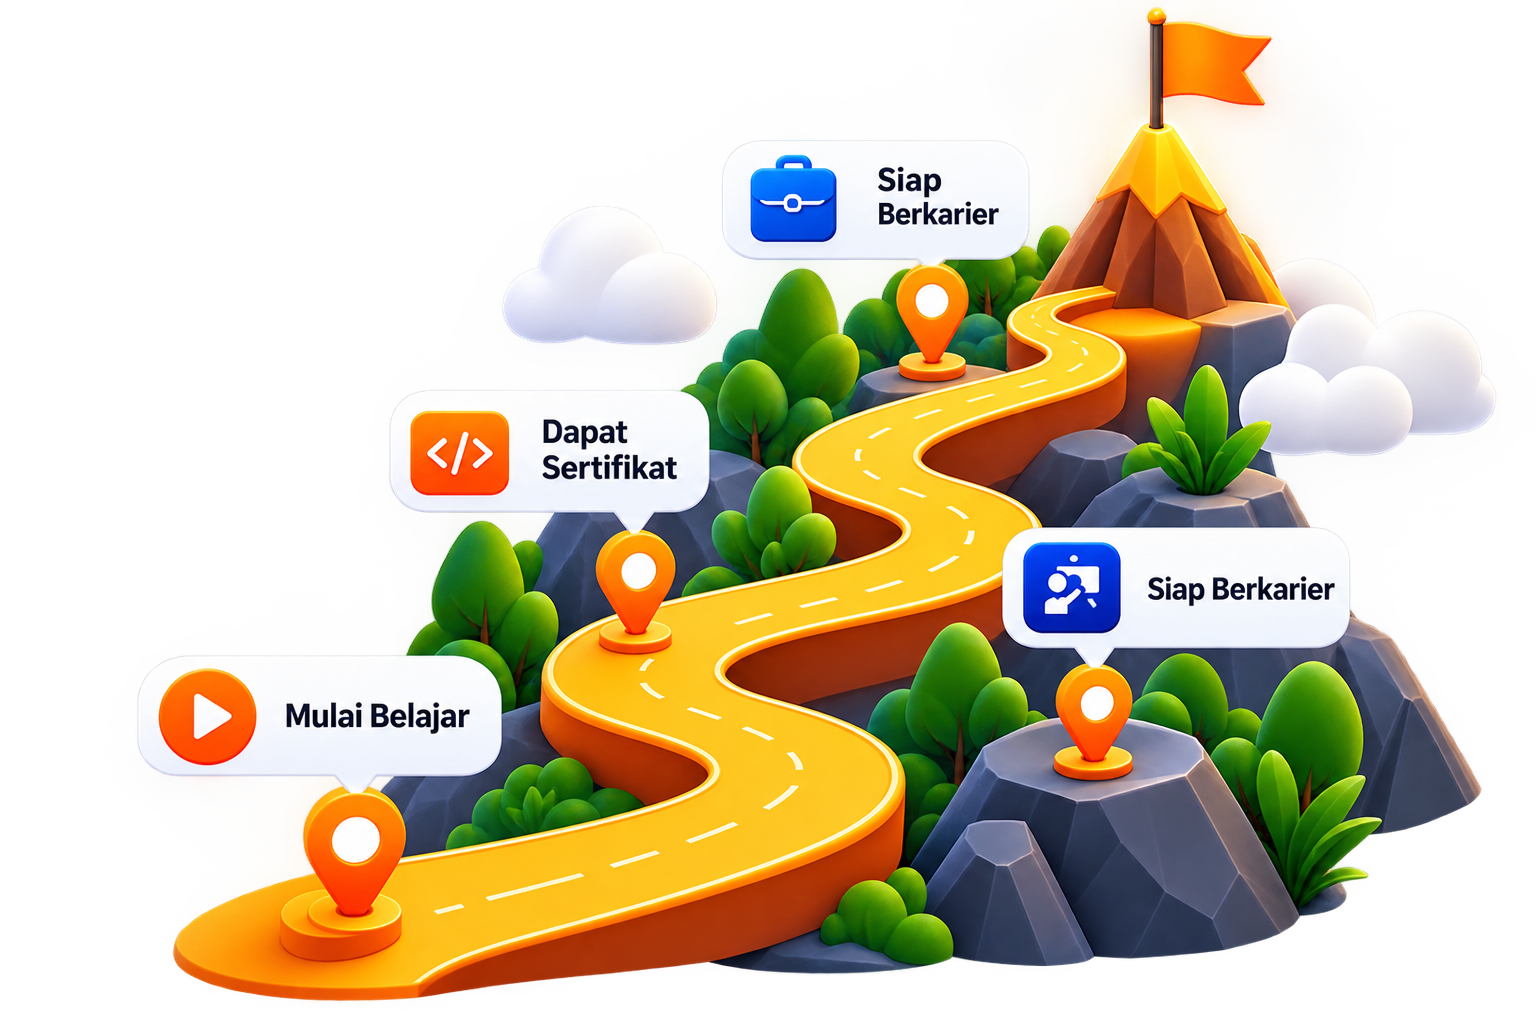 Siap
Berkarier
Dapat
Sertifikat
</>
Siap Berkarier
Mulai Belajar